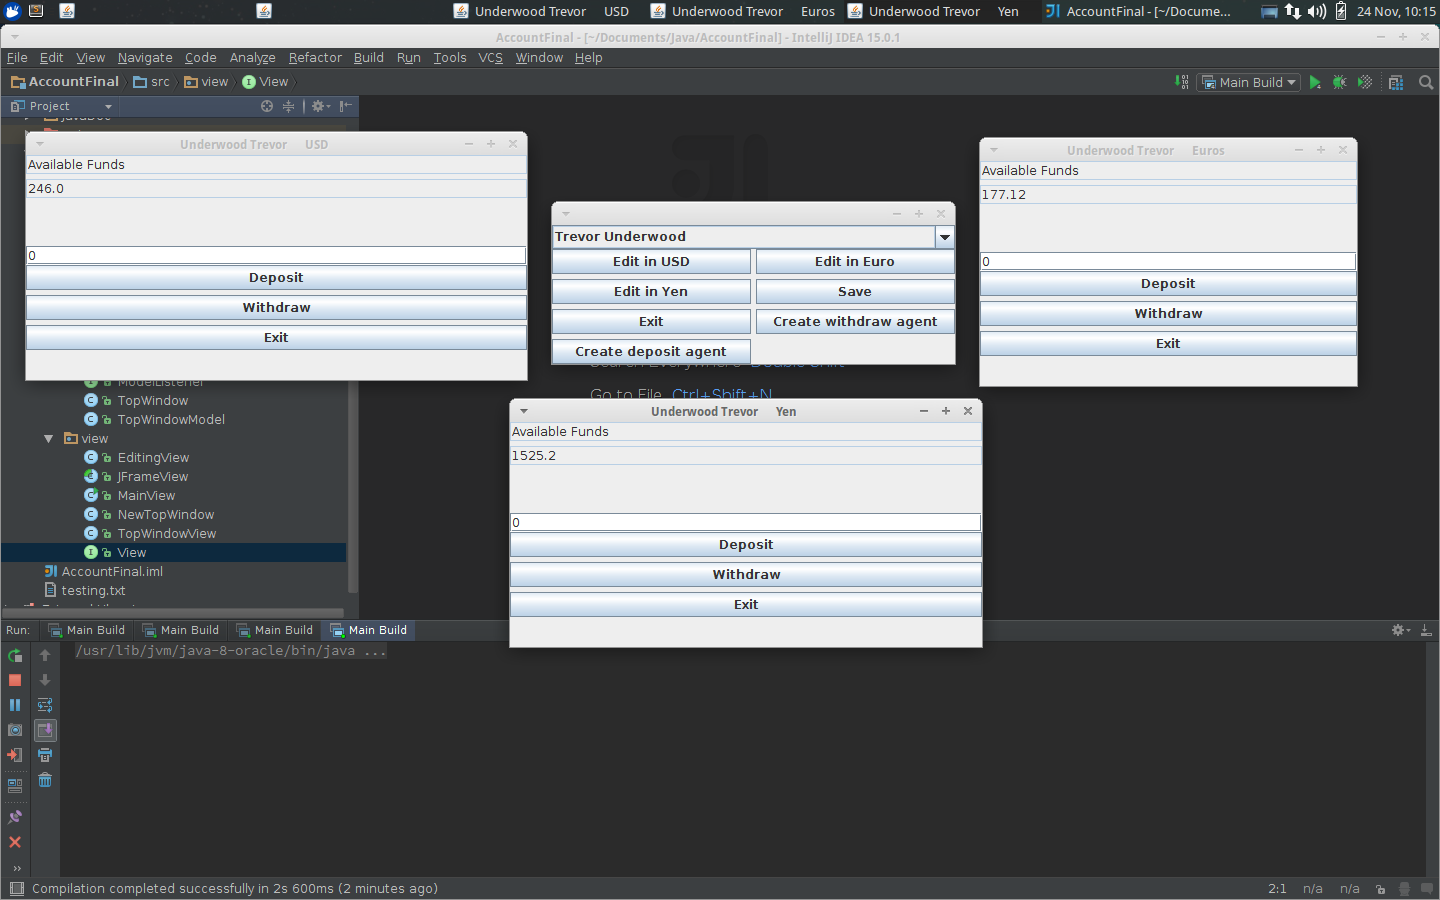 Underwood Trevor USD
Underwood Trevor Euros
Underwood Trevor Yen
AccountFinal - [~/Docume...
24 Nov, 10:15
AccountFinal - [~/Documents/Java/AccountFinal] - IntelliJ IDEA 15.0.1
File Edit View Navigate Code Analyze Refactor Build Run Tools VCS Window Help
AccountFinal src view View
Main Build
Project
Underwood Trevor USD
Available Funds
246.0
0
Deposit
Withdraw
Exit
Trevor Underwood
Edit in USD Edit in Euro
Edit in Yen Save
Exit Create withdraw agent
Create deposit agent
Underwood Trevor Euros
Available Funds
177.12
0
Deposit
Withdraw
Exit
Go to File Ctrl+Shift+N
Underwood Trevor Yen
Available Funds
1525.2
0
Deposit
Withdraw
Exit
ModelListener
TopWindow
TopWindowModel
view
EditingView
JFrameView
MainView
NewTopWindow
TopWindowView
View
AccountFinal.iml
testing.txt
Run: Main Build Main Build Main Build Main Build
/usr/lib/jvm/java-8-oracle/bin/java ...
Compilation completed successfully in 2s 600ms (2 minutes ago)
2:1 n/a n/a